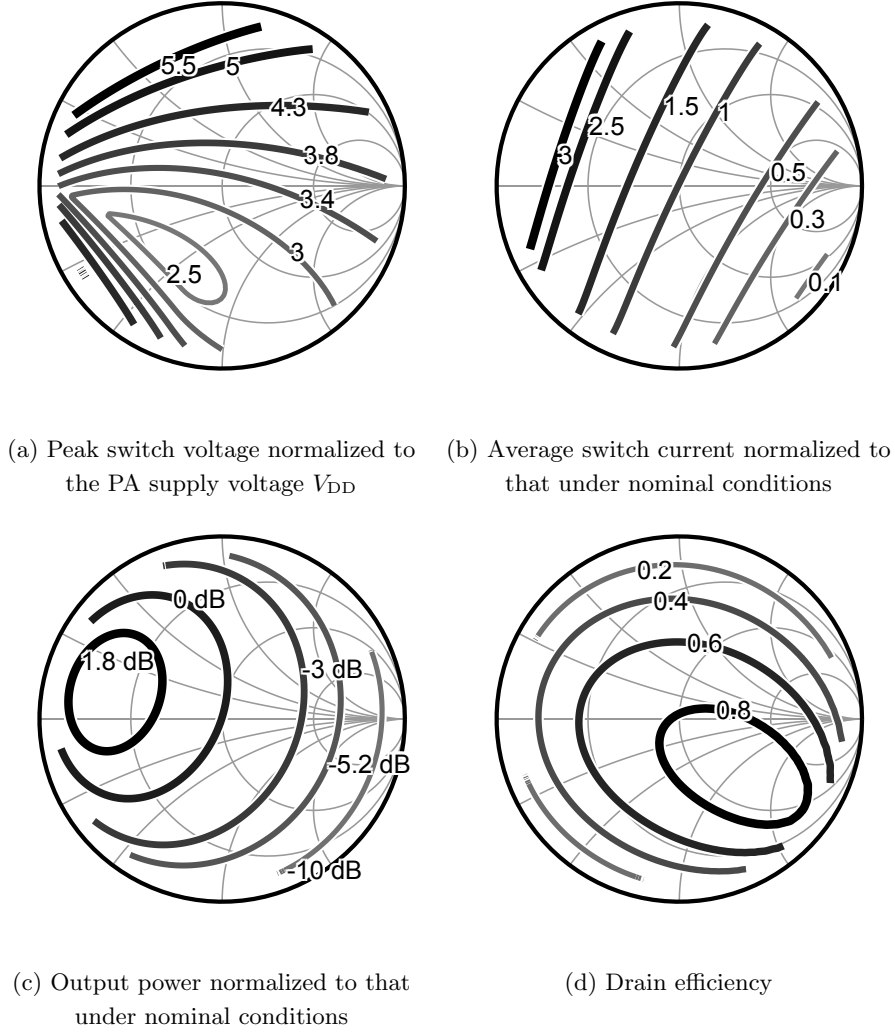 5.5
5
4.3
3.8
3.4
3
2.5
3
2.5
1.5
1
0.5
0.3
0.1
(a) Peak switch voltage normalized to
the PA supply voltage VDD
(b) Average switch current normalized to
that under nominal conditions
0 dB
1.8 dB
-3 dB
-5.2 dB
-10 dB
0.2
0.4
0.6
0.8
(c) Output power normalized to that
under nominal conditions
(d) Drain efficiency